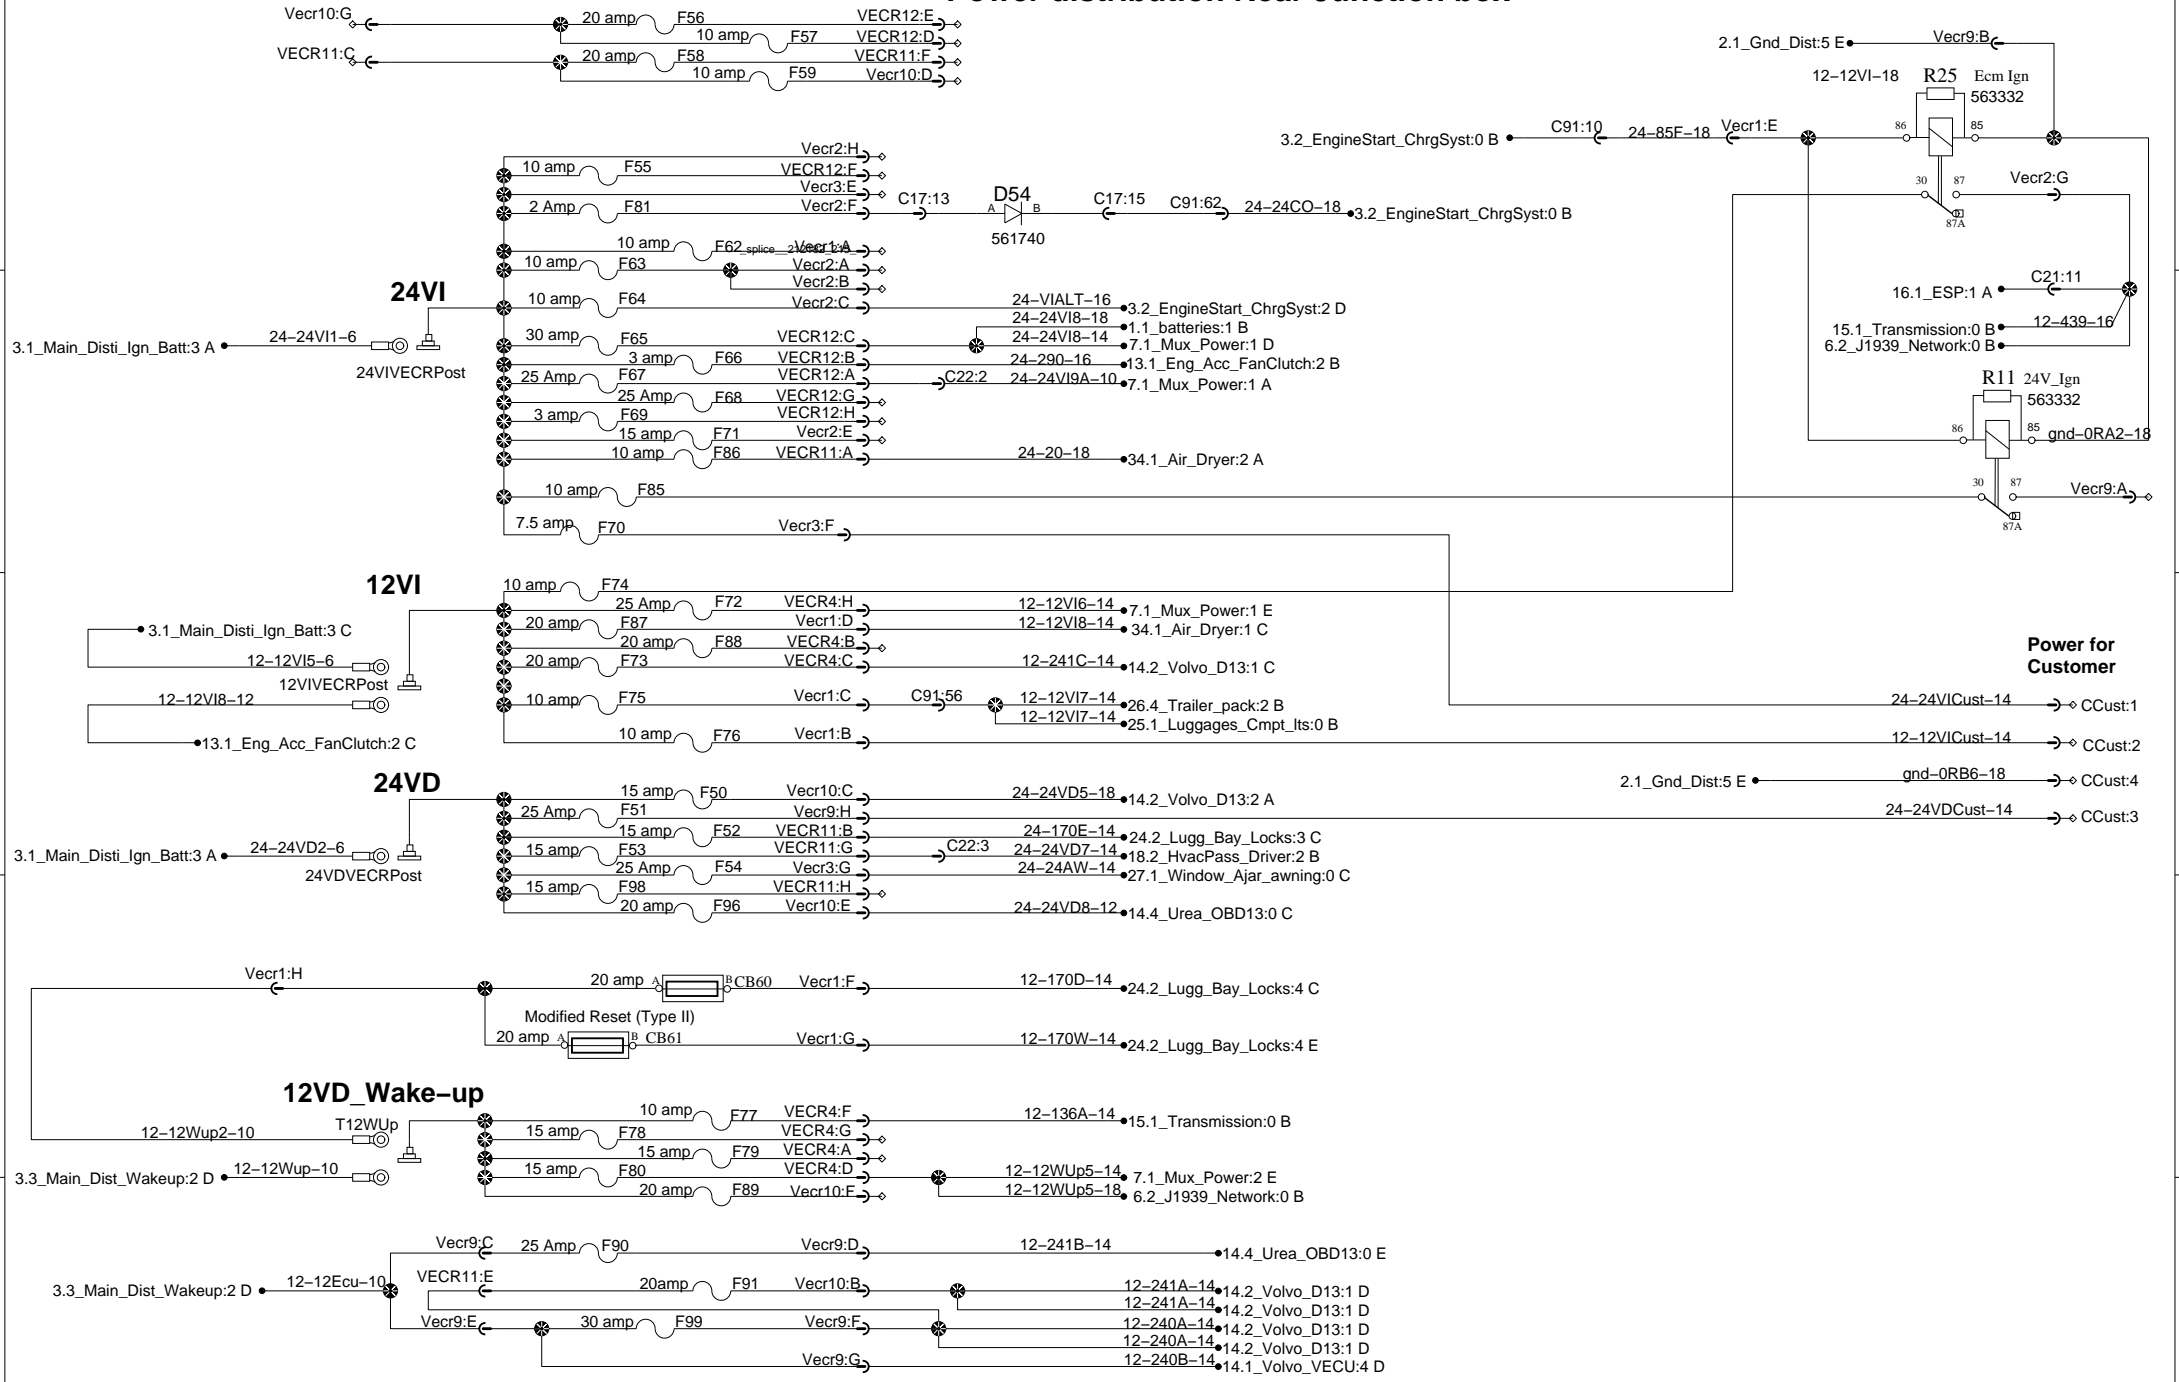 Vecr10:G 20 amp F56 VECR12:E
10 amp F57 VECR12:D
VECR11:C 20 amp F58 VECR11:F
10 amp F59 Vecr10:D
2.1_Gnd_Dist:5 E Vecr9:B
12–12VI–18 R25 Ecm Ign
563332
3.2_EngineStart_ChrgSyst:0 B C91:10 24–85F–18 Vecr1:E 86 85
30 87 Vecr2:G
87A
Vecr2:H
10 amp F55 VECR12:F
Vecr3:E
2 Amp F81 Vecr2:F C17:13 A D54 B C17:15 C91:62 24–24CO–18 3.2_EngineStart_ChrgSyst:0 B
561740
10 amp F62 Vecr1:A
10 amp F63 Vecr2:A
Vecr2:B
24VI
10 amp F64 Vecr2:C 24–VIALT–16 3.2_EngineStart_ChrgSyst:2 D
24–24VI8–18 1.1_batteries:1 B
3.1_Main_Disti_Ign_Batt:3 A 24–24VI1–6 30 amp F65 VECR12:C 24–24VI8–14 7.1_Mux_Power:1 D
24VIVECRPost
3 amp F66 VECR12:B 24–290–16 13.1_Eng_Acc_FanClutch:2 B
25 Amp F67 VECR12:A C22:2 24–24VI9A–10 7.1_Mux_Power:1 A
25 Amp F68 VECR12:G
3 amp F69 VECR12:H
15 amp F71 Vecr2:E
10 amp F86 VECR11:A 24–20–18 34.1_Air_Dryer:2 A
16.1_ESP:1 A C21:11
15.1_Transmission:0 B 12–439–16
6.2_J1939_Network:0 B
R11 24V_Ign
563332
86 85 gnd–0RA2–18
10 amp F85 30 87 Vecr9:A
87A
7.5 amp F70 Vecr3:F
12VI
10 amp F74
25 Amp F72 VECR4:H 12–12VI6–14 7.1_Mux_Power:1 E
3.1_Main_Disti_Ign_Batt:3 C 20 amp F87 Vecr1:D 12–12VI8–14 34.1_Air_Dryer:1 C
20 amp F88 VECR4:B
12–12VI5–6 20 amp F73 VECR4:C 12–241C–14 14.2_Volvo_D13:1 C
12VIVECRPost
12–12VI8–12 10 amp F75 Vecr1:C C91:56 12–12VI7–14 26.4_Trailer_pack:2 B
12–12VI7–14 25.1_Luggages_Cmpt_lts:0 B
13.1_Eng_Acc_FanClutch:2 C 10 amp F76 Vecr1:B
Power for
Customer
24–24VICust–14 CCust:1
12–12VICust–14 CCust:2
2.1_Gnd_Dist:5 E gnd–0RB6–18 CCust:4
24–24VDCust–14 CCust:3
24VD
15 amp F50 Vecr10:C 24–24VD5–18 14.2_Volvo_D13:2 A
25 Amp F51 Vecr9:H
15 amp F52 VECR11:B 24–170E–14 24.2_Lugg_Bay_Locks:3 C
3.1_Main_Disti_Ign_Batt:3 A 24–24VD2–6 15 amp F53 VECR11:G C22:3 24–24VD7–14 18.2_HvacPass_Driver:2 B
24VDVECRPost
25 Amp F54 Vecr3:G 24–24AW–14 27.1_Window_Ajar_awning:0 C
15 amp F98 VECR11:H
20 amp F96 Vecr10:E 24–24VD8–12 14.4_Urea_OBD13:0 C
Vecr1:H 20 amp A B CB60 Vecr1:F 12–170D–14 24.2_Lugg_Bay_Locks:4 C
Modified Reset (Type II)
20 amp A B CB61 Vecr1:G 12–170W–14 24.2_Lugg_Bay_Locks:4 E
12VD_Wake–up
T12WUp 10 amp F77 VECR4:F 12–136A–14 15.1_Transmission:0 B
12–12Wup2–10 15 amp F78 VECR4:G
15 amp F79 VECR4:A
3.3_Main_Dist_Wakeup:2 D 12–12Wup–10 15 amp F80 VECR4:D 12–12WUp5–14 7.1_Mux_Power:2 E
20 amp F89 Vecr10:F 12–12WUp5–18 6.2_J1939_Network:0 B
Vecr9:C 25 Amp F90 Vecr9:D 12–241B–14 14.4_Urea_OBD13:0 E
3.3_Main_Dist_Wakeup:2 D 12–12Ecu–10 VECR11:E 20amp F91 Vecr10:B 12–241A–14 14.2_Volvo_D13:1 D
12–241A–14 14.2_Volvo_D13:1 D
Vecr9:E 30 amp F99 Vecr9:F 12–240A–14 14.2_Volvo_D13:1 D
12–240A–14 14.2_Volvo_D13:1 D
Vecr9:G 12–240B–14 14.1_Volvo_VECU:4 D